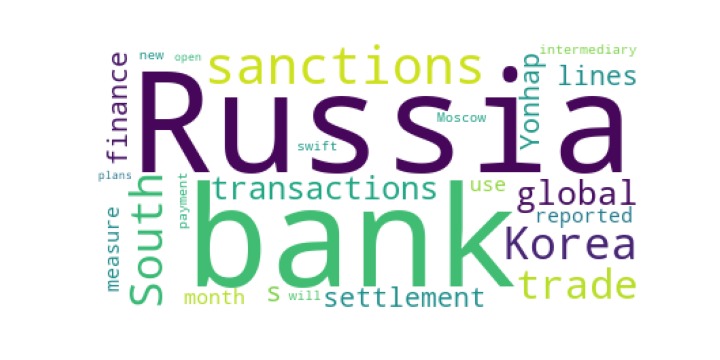 new
open
intermediary
finance
sanctions
Yonhap
lines
Russia
Moscow
swift
plans
South
payment
transactions
use
global
bank
reported
measure
Korea
trade
month
s
will
settlement